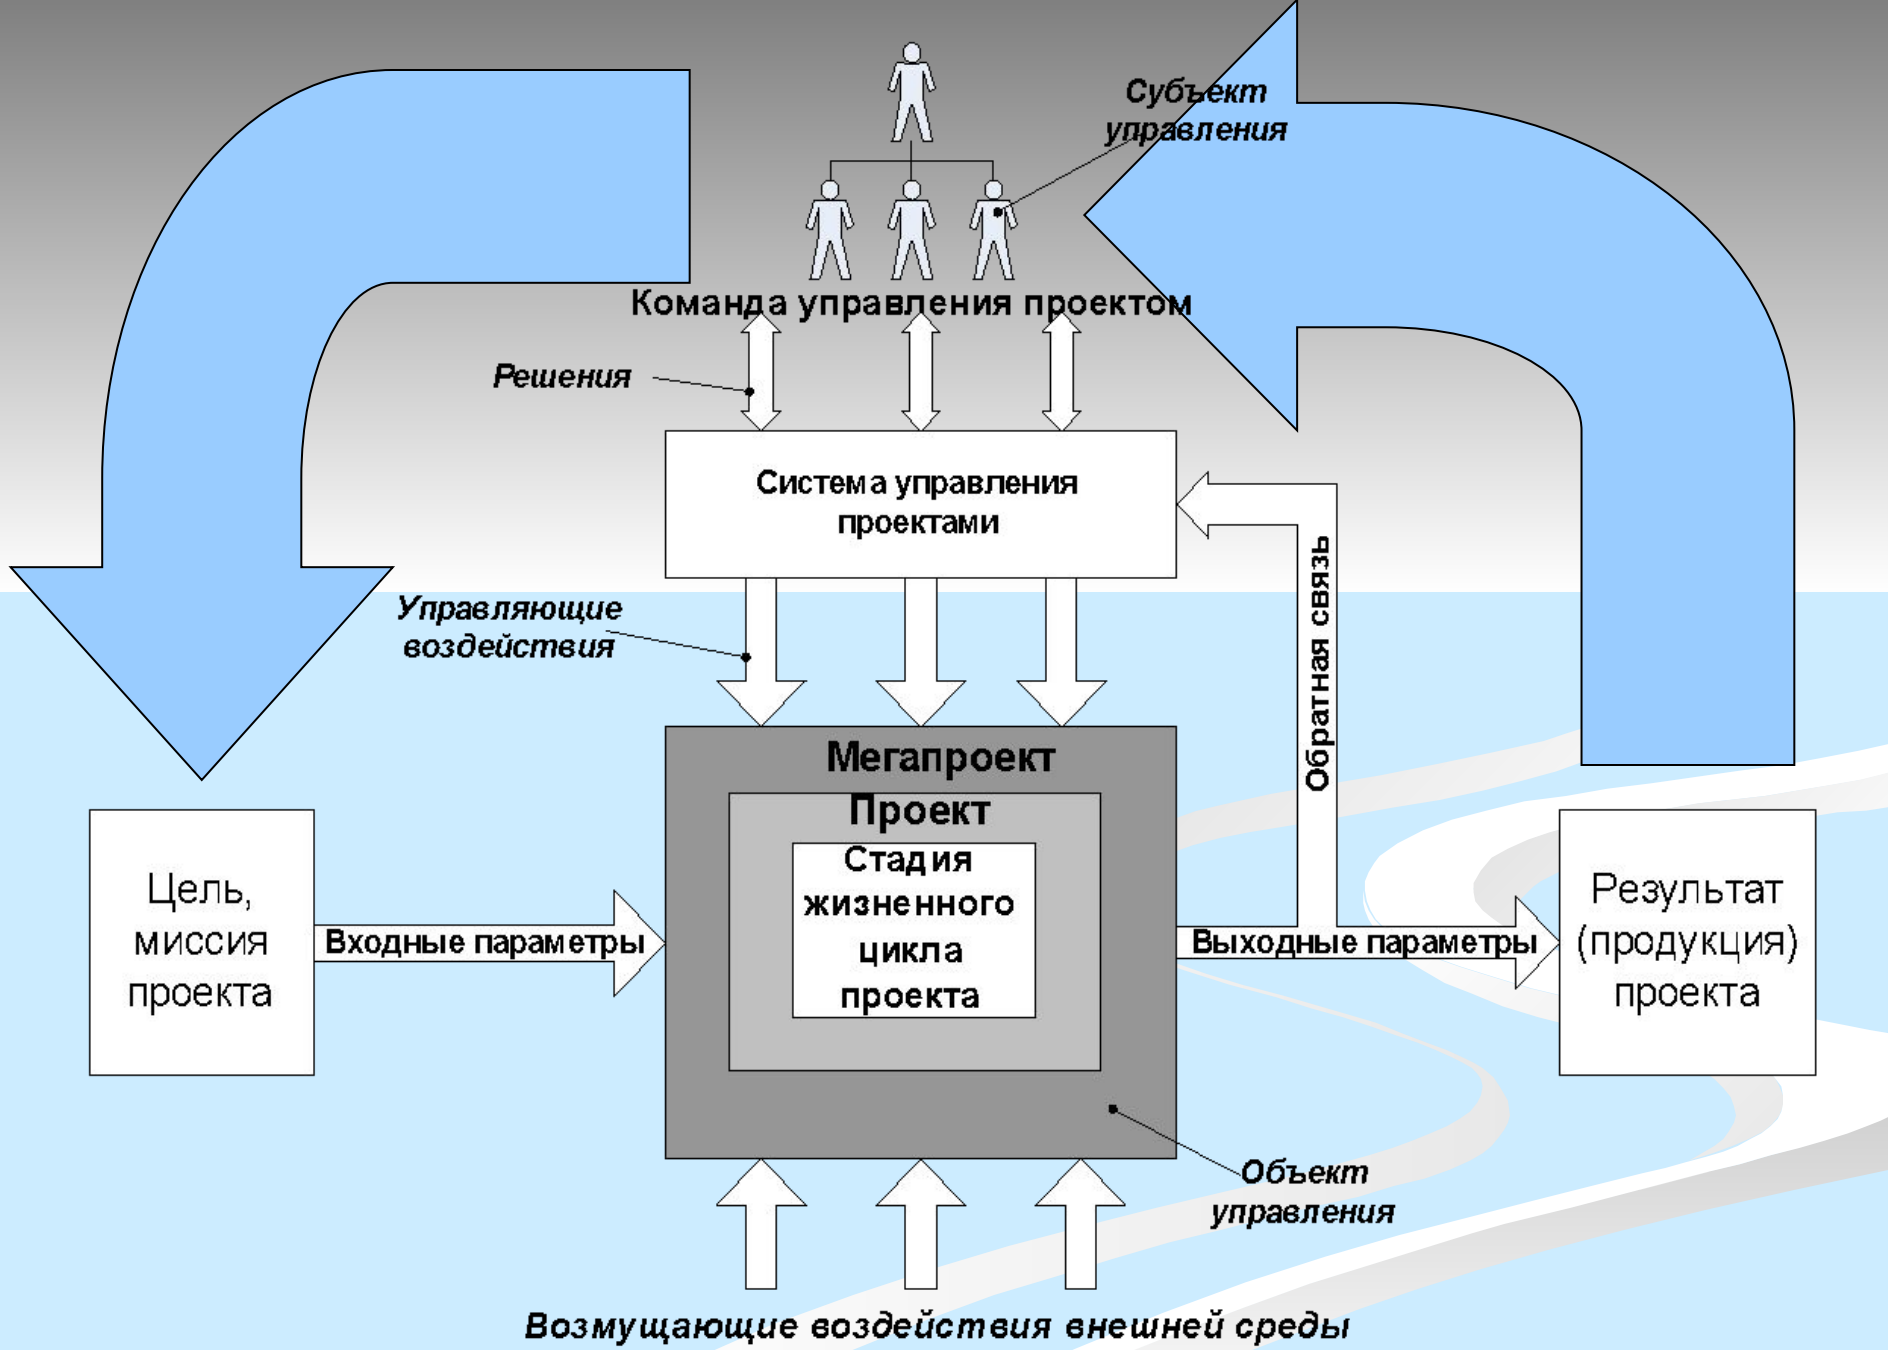 Субъект
управления
Команда управления проектом
Решения
Система управления
проектами
Управляющие
воздействия
Обратная связь
Мегапроект
Проект
Стадия
жизненного
цикла
проекта
Цель,
миссия
проекта
Входные параметры
Выходные параметры
Результат
(продукция)
проекта
Объект
управления
Возмущающие воздействия внешней среды